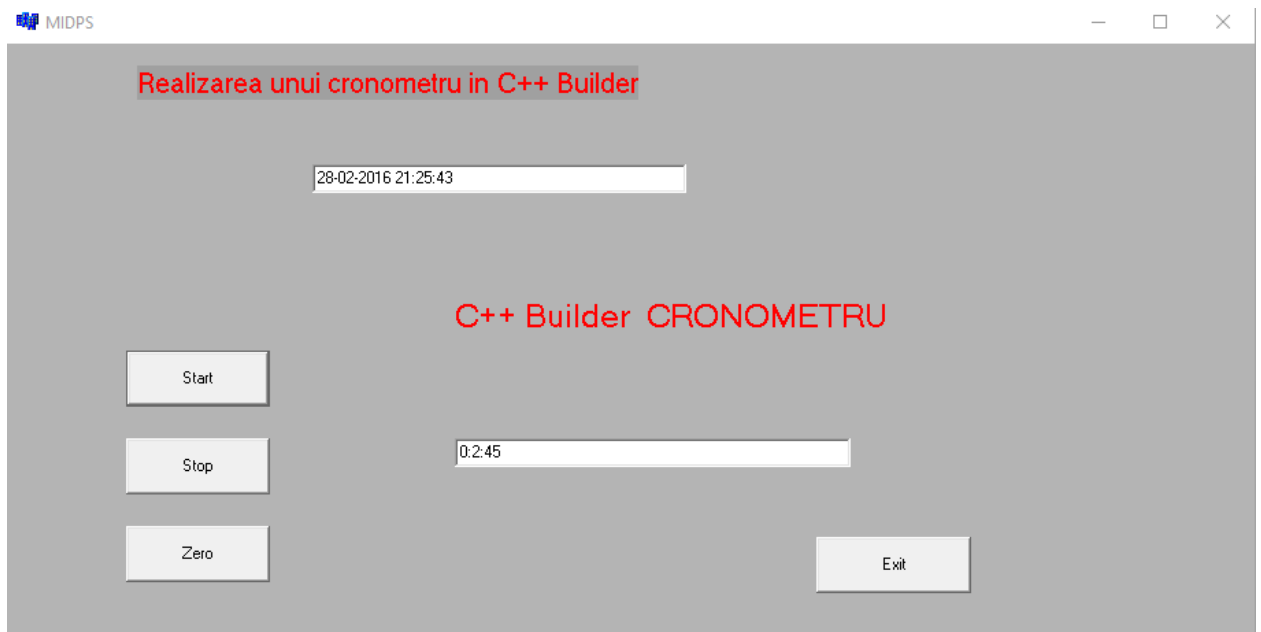 MIDPS
Realizarea unui cronometru in C++ Builder
28-02-2016 21:25:43
C++ Builder CRONOMETRU
Start
0:2:45
Stop
Zero
Exit